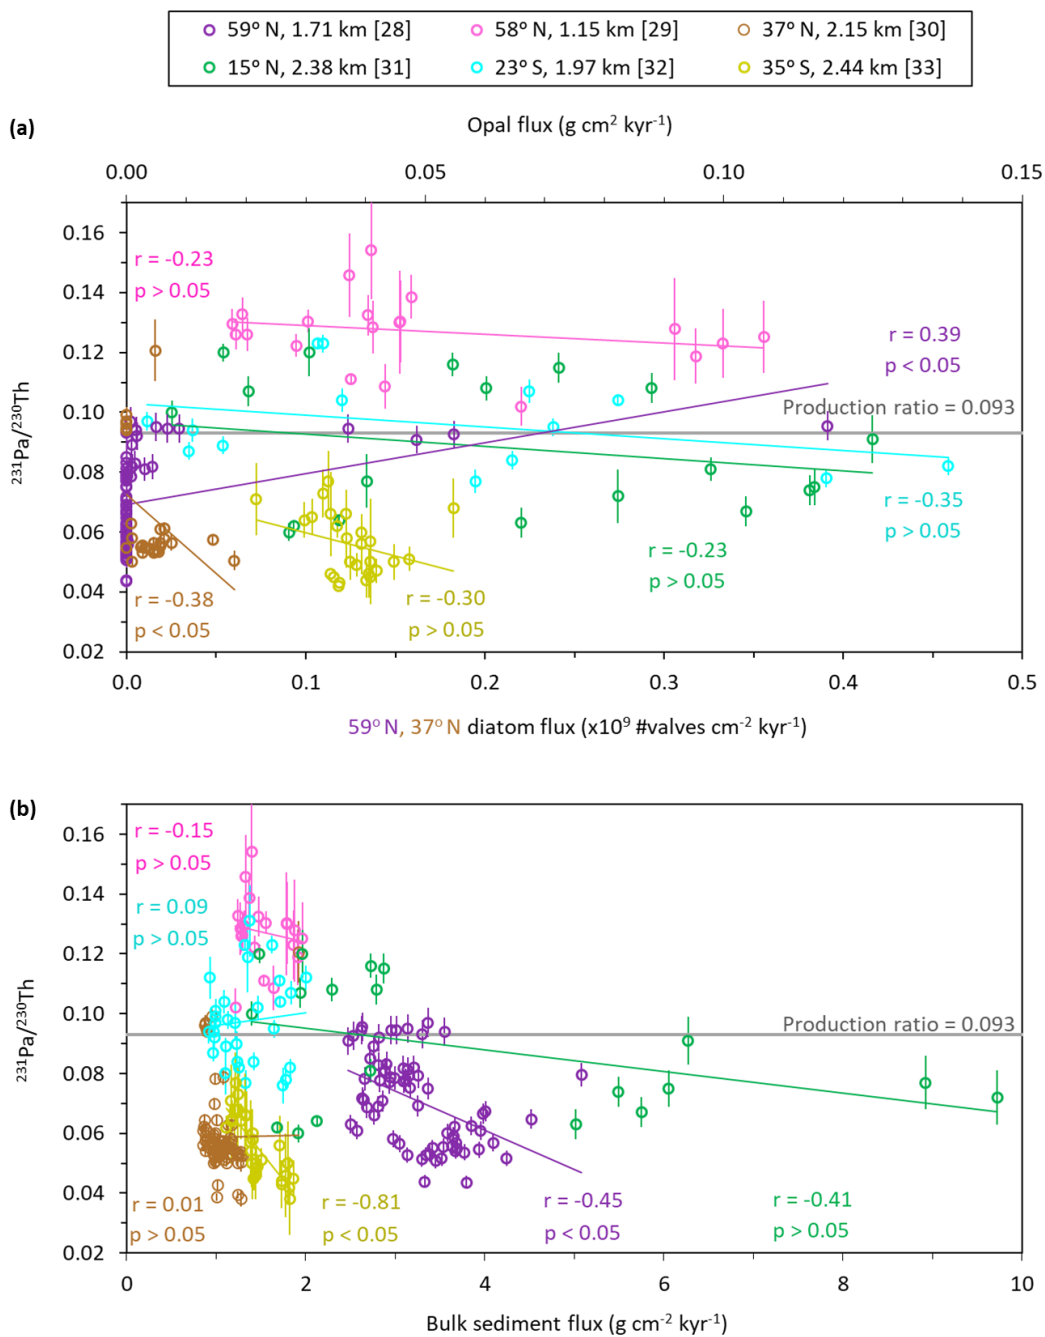 59° N, 1.71 km [28] 58° N, 1.15 km [29] 37° N, 2.15 km [30]
15° N, 2.38 km [31] 23° S, 1.97 km [32] 35° S, 2.44 km [33]
(a)
Opal flux (g cm² kyr⁻¹)
0.00 0.05 0.10 0.15
²³¹Pa/²³⁰Th
0.16
0.14
0.12
0.10
0.08
0.06
0.04
0.02
r = -0.23
p > 0.05
r = 0.39
p < 0.05
Production ratio = 0.093
r = -0.35
p > 0.05
r = -0.23
p > 0.05
r = -0.38
p < 0.05
r = -0.30
p > 0.05
0.0 0.1 0.2 0.3 0.4 0.5
59° N, 37° N diatom flux (x10⁹ #valves cm⁻² kyr⁻¹)
(b)
²³¹Pa/²³⁰Th
0.16
0.14
0.12
0.10
0.08
0.06
0.04
0.02
r = -0.15
p > 0.05
r = 0.09
p > 0.05
Production ratio = 0.093
r = 0.01
p > 0.05
r = -0.81
p < 0.05
r = -0.45
p < 0.05
r = -0.41
p > 0.05
0 2 4 6 8 10
Bulk sediment flux (g cm⁻² kyr⁻¹)